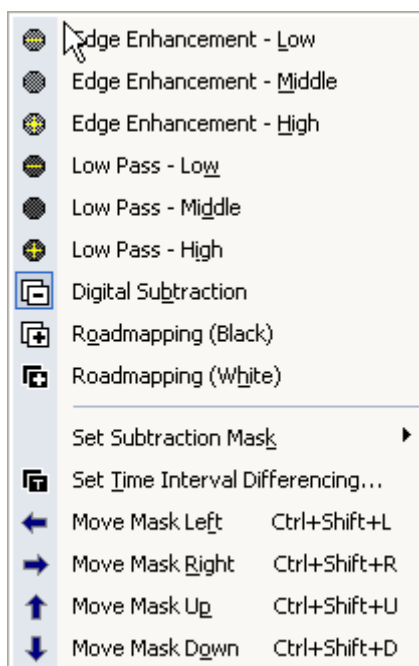 Edge Enhancement - Low
Edge Enhancement - Middle
Edge Enhancement - High
Low Pass - Low
Low Pass - Middle
Low Pass - High
Digital Subtraction
Roadmapping (Black)
Roadmapping (White)
Set Subtraction Mask
Set Time Interval Differencing...
Move Mask Left Ctrl+Shift+L
Move Mask Right Ctrl+Shift+R
Move Mask Up Ctrl+Shift+U
Move Mask Down Ctrl+Shift+D